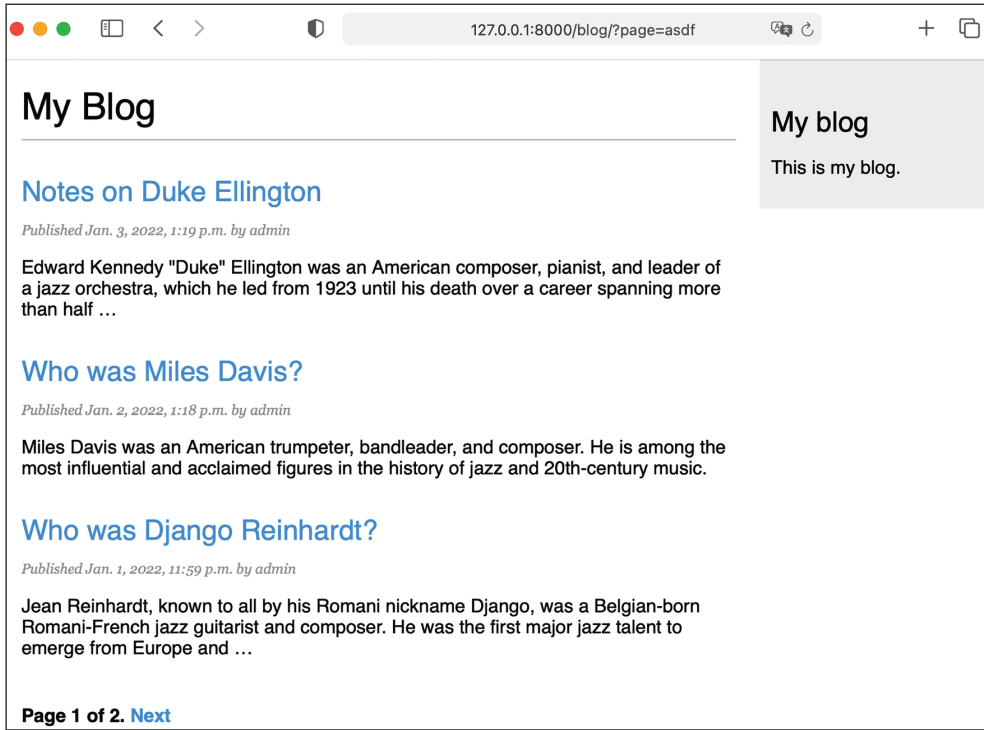 127.0.0.1:8000/blog/?page=asdf
My Blog
Notes on Duke Ellington
Published Jan. 3, 2022, 1:19 p.m. by admin
Edward Kennedy "Duke" Ellington was an American composer, pianist, and leader of
a jazz orchestra, which he led from 1923 until his death over a career spanning more
than half …
Who was Miles Davis?
Published Jan. 2, 2022, 1:18 p.m. by admin
Miles Davis was an American trumpeter, bandleader, and composer. He is among the
most influential and acclaimed figures in the history of jazz and 20th-century music.
Who was Django Reinhardt?
Published Jan. 1, 2022, 11:59 p.m. by admin
Jean Reinhardt, known to all by his Romani nickname Django, was a Belgian-born
Romani-French jazz guitarist and composer. He was the first major jazz talent to
emerge from Europe and …
Page 1 of 2. Next
My blog
This is my blog.